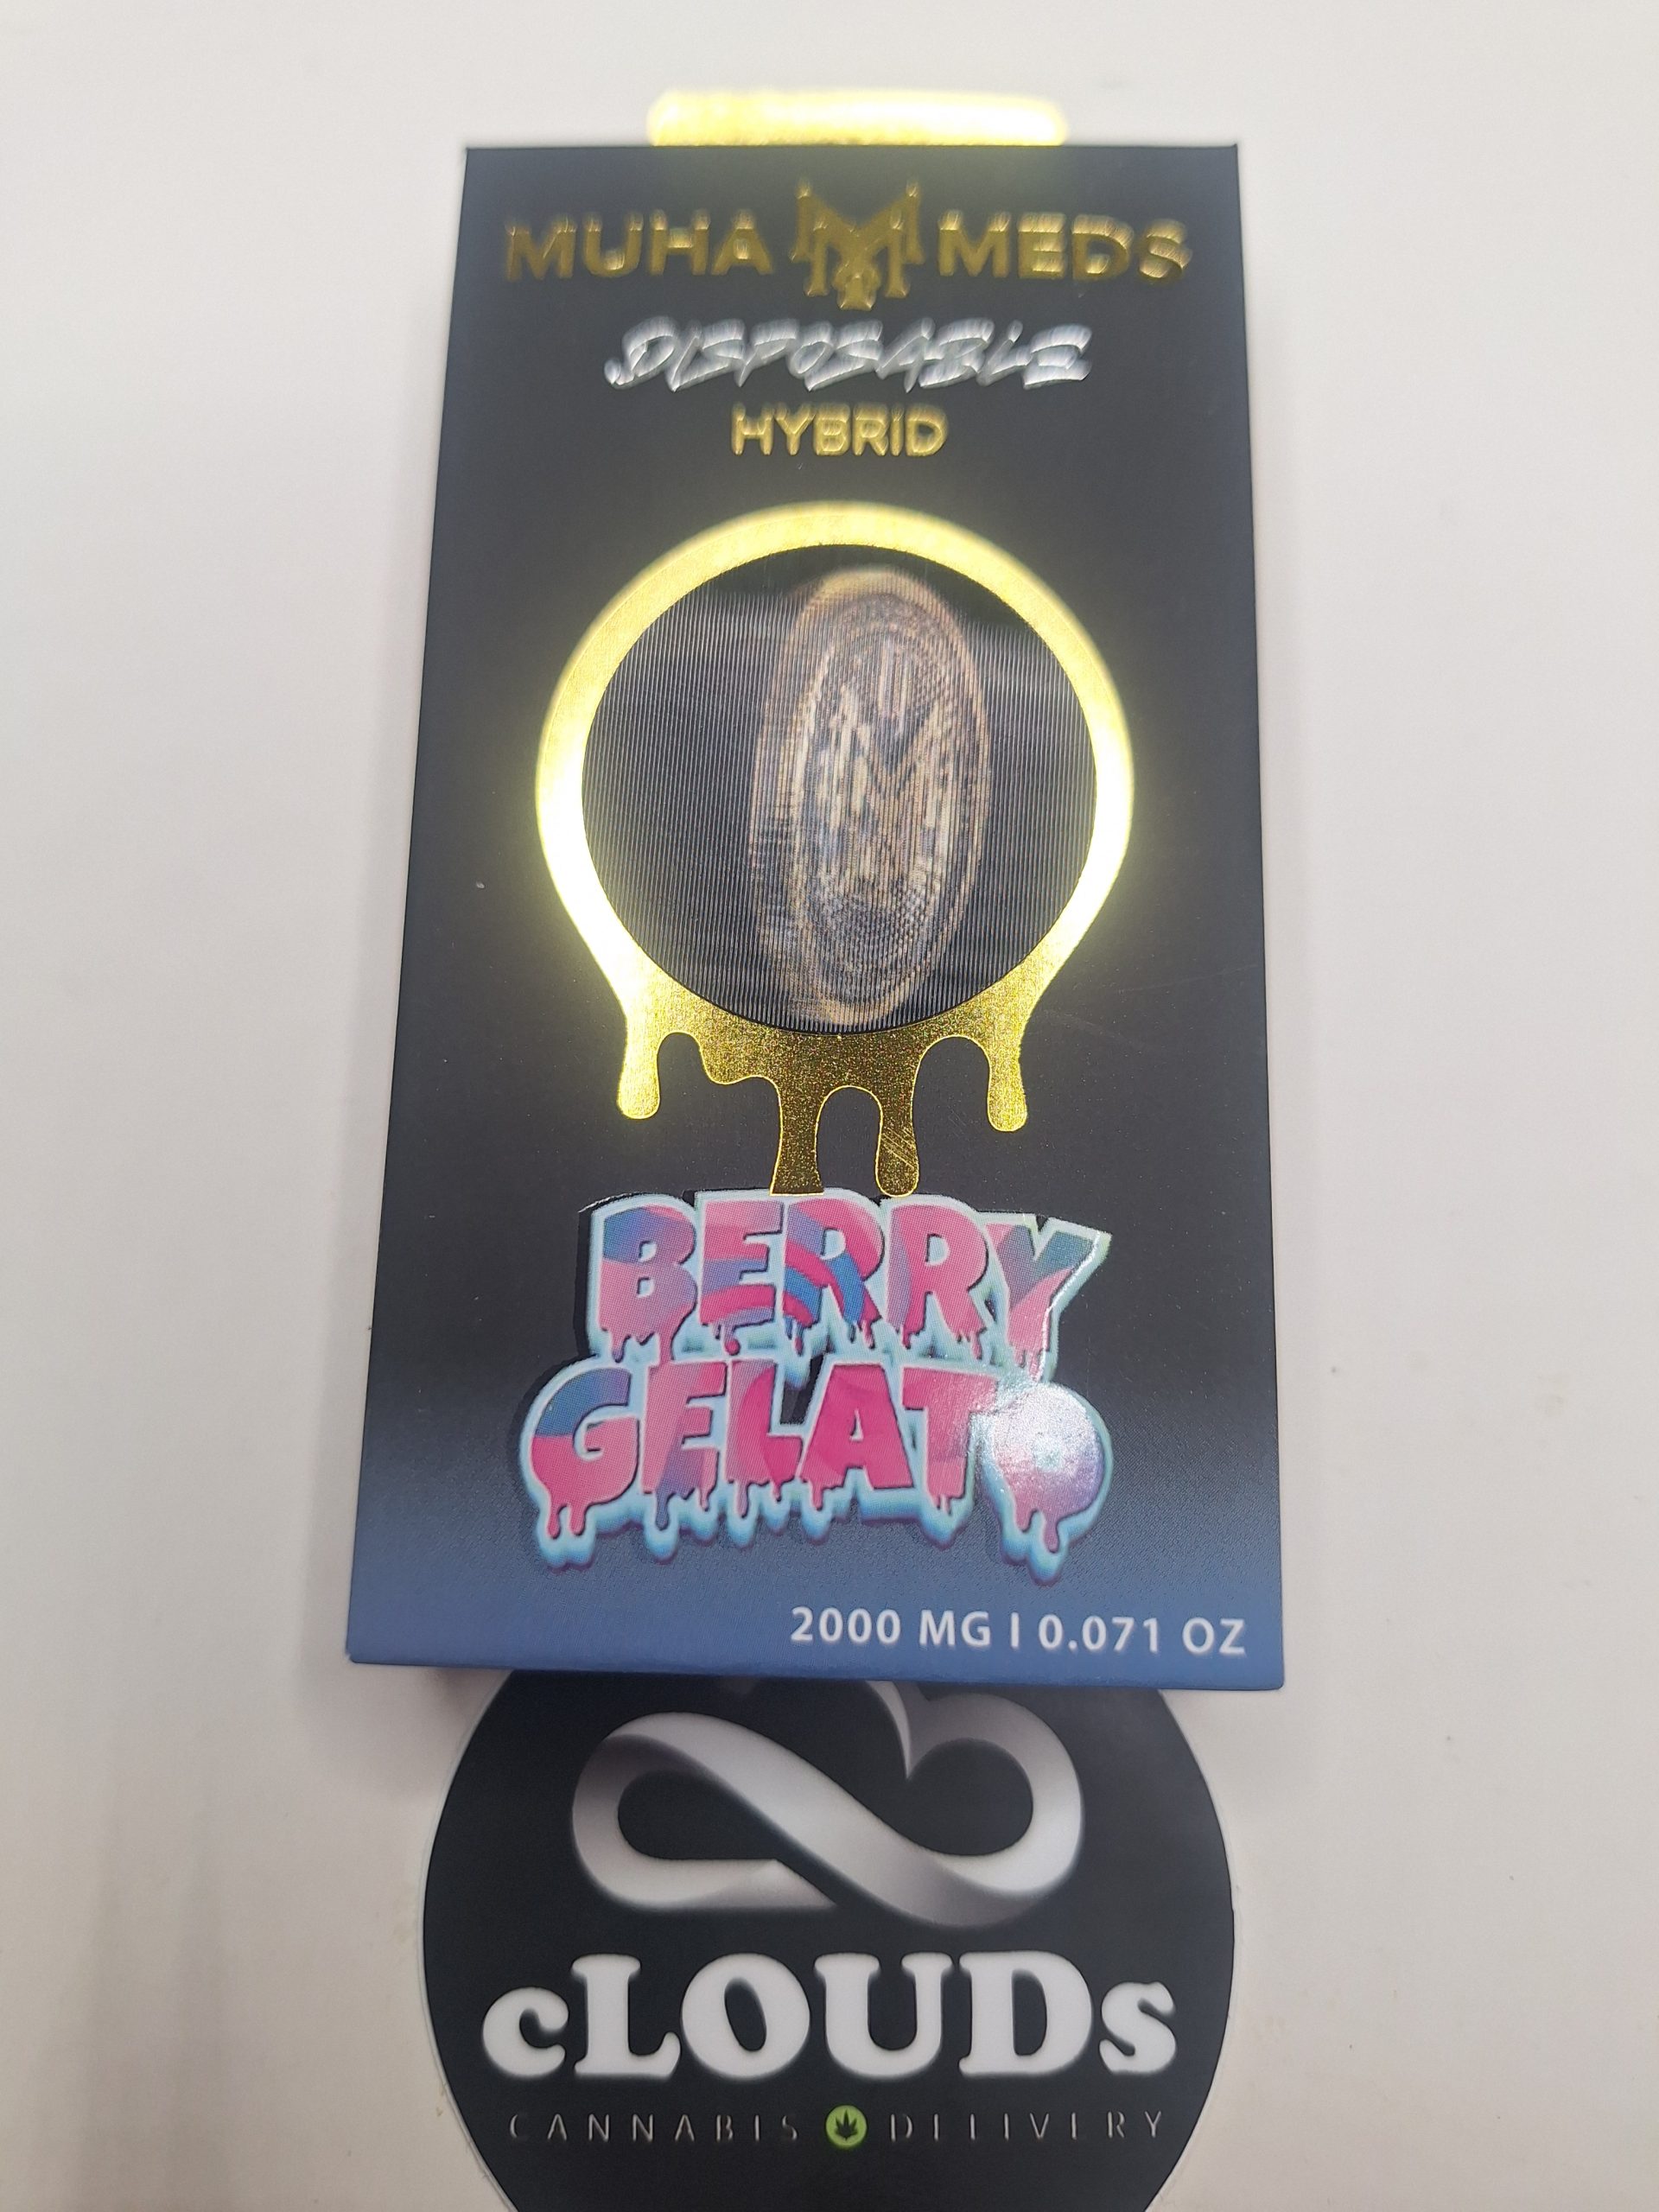 MUHA MEDS
DISPOSABLE
HYBRID
BERRY
GELATO
2000 MG | 0.071 OZ
cLOUDs
CANNABIS DELIVERY